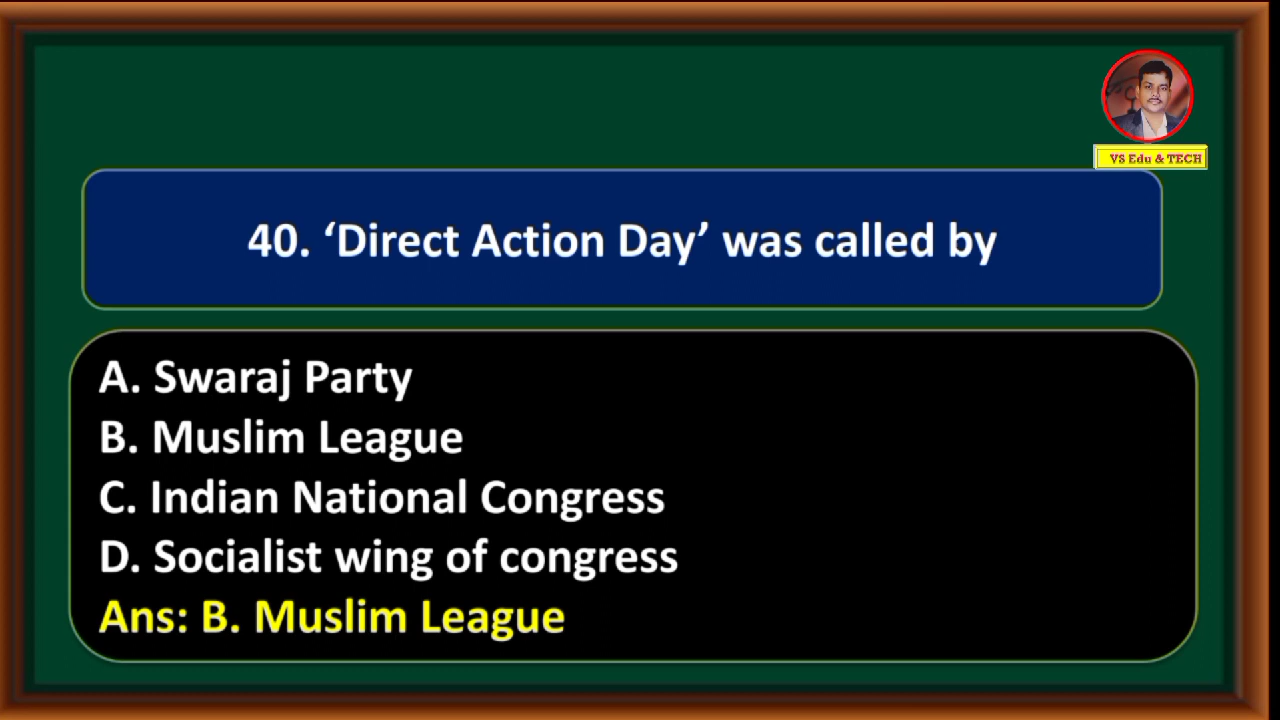 VS Edu & TECH
40. ‘Direct Action Day’ was called by
A. Swaraj Party
B. Muslim League
C. Indian National Congress
D. Socialist wing of congress
Ans: B. Muslim League